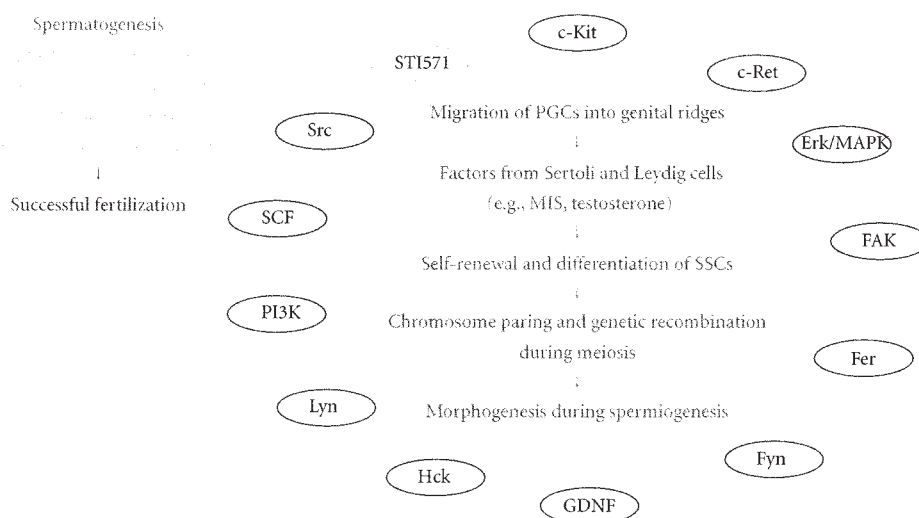 Spermatogenesis
Successful fertilization
STI571
c-Kit
c-Ret
Src
Erk/MAPK
SCF
FAK
PI3K
Fer
Lyn
Fyn
Hck
GDNF
Migration of PGCs into genital ridges
↓
Factors from Sertoli and Leydig cells
(e.g., MIS, testosterone)
↓
Self-renewal and differentiation of SSCs
↓
Chromosome paring and genetic recombination
during meiosis
↓
Morphogenesis during spermiogenesis